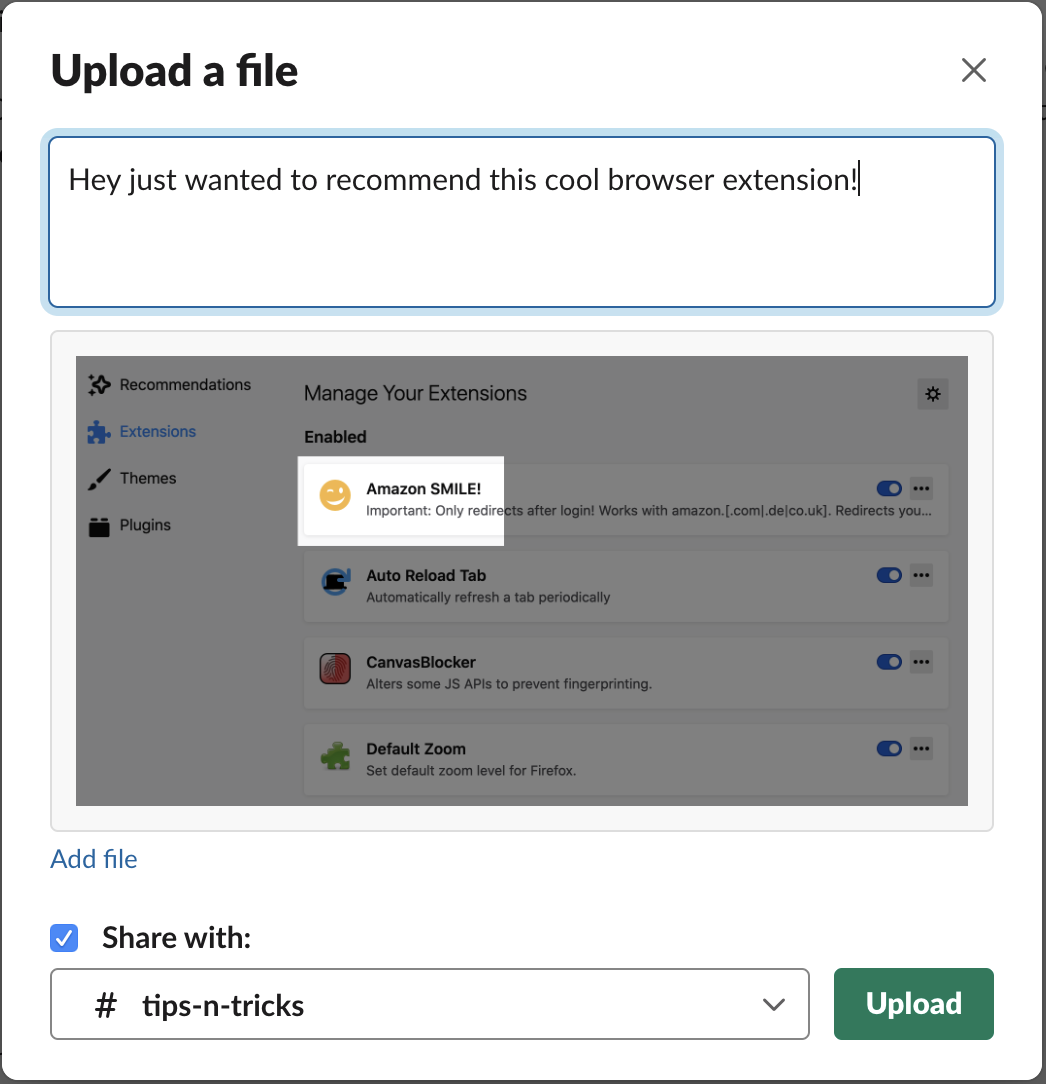 Upload a file
Hey just wanted to recommend this cool browser extension!
Recommendations
Extensions
Themes
Plugins
Manage Your Extensions
Enabled
Amazon SMILE!
Important: Only redirects after login! Works with amazon.[.com|.de|co.uk]. Redirects you...
Auto Reload Tab
Automatically refresh a tab periodically
CanvasBlocker
Alters some JS APIs to prevent fingerprinting.
Default Zoom
Set default zoom level for Firefox.
Add file
Share with:
# tips-n-tricks
Upload